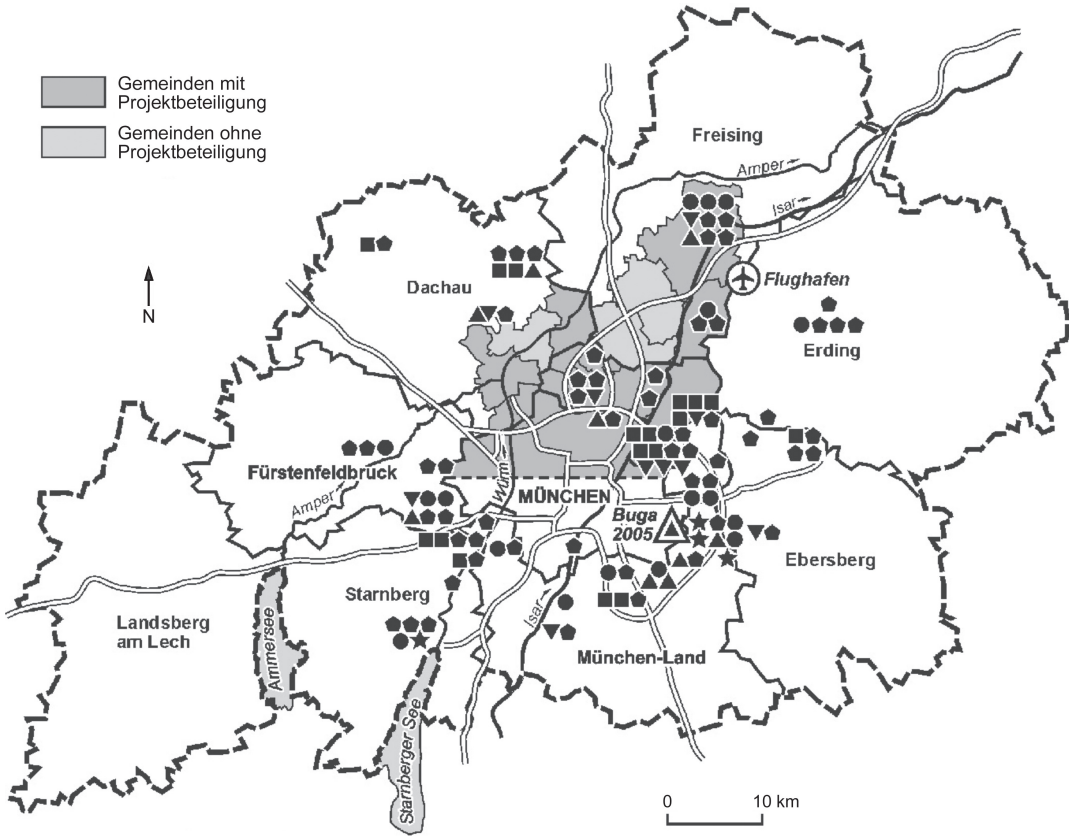 Gemeinden mit
Projektbeteiligung
Gemeinden ohne
Projektbeteiligung
Freising
Amper
Isar
N
Flughafen
Dachau
Erding
Fürstenfeldbruck
Amper
Würm
MÜNCHEN
Buga
2005
Ebersberg
Starnberg
Isar
Landsberg
am Lech
Ammersee
München-Land
Starnberger See
0 10 km